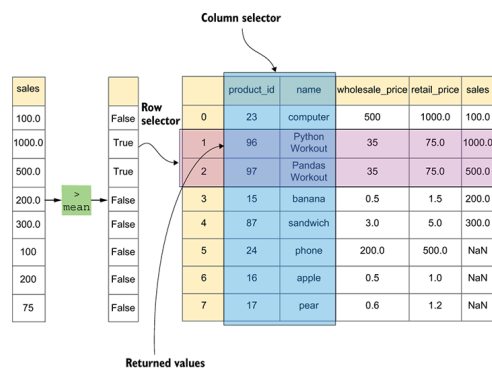 Column selector
sales
product_id name wholesale_price retail_price sales
100.0 False 0 23 computer 500 1000.0 100.0
Row
selector
1000.0 True 1 96 Python
Workout 35 75.0 1000.0
500.0 True 2 97 Pandas
Workout 35 75.0 500.0
200.0 > False 3 15 banana 0.5 1.5 200.0
mean
300.0 False 4 87 sandwich 3.0 5.0 300.0
100 False 5 24 phone 200.0 500.0 NaN
200 False 6 16 apple 0.5 1.0 NaN
75 False 7 17 pear 0.6 1.2 NaN
Returned values